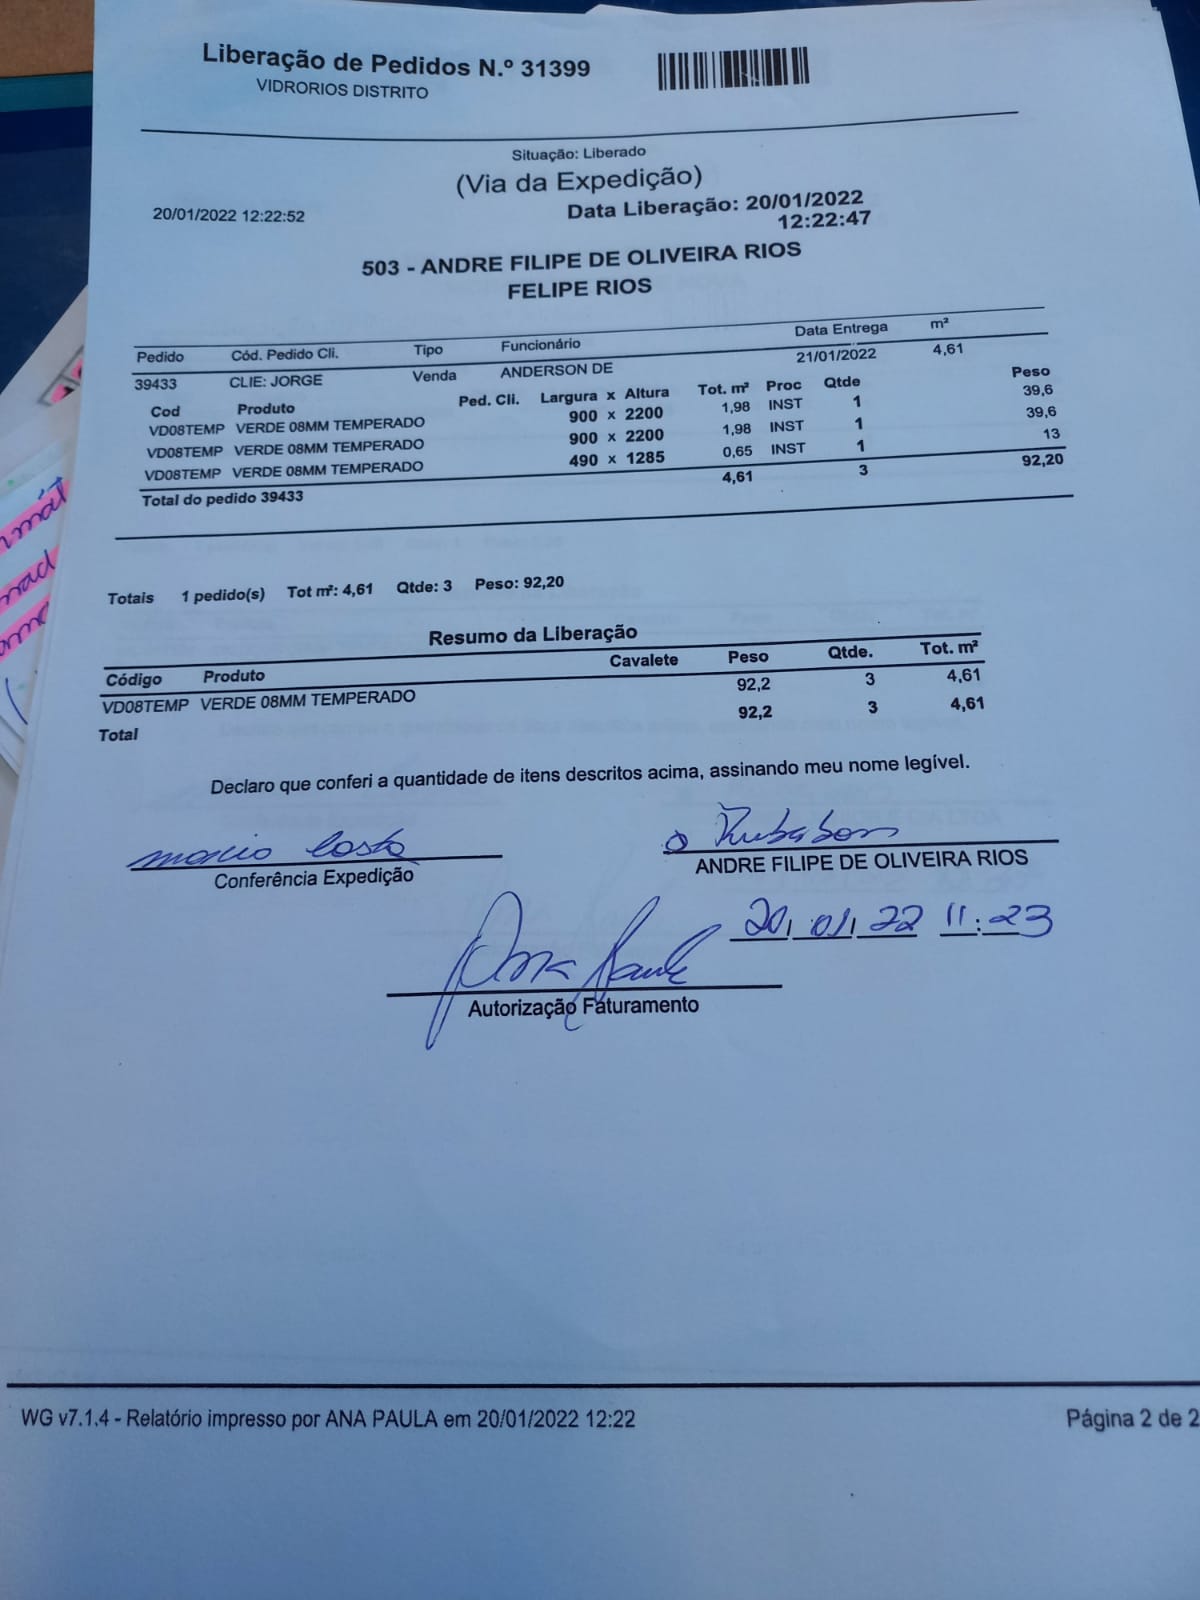 Liberação de Pedidos N.º 31399
VIDRORIOS DISTRITO
Situação: Liberado
(Via da Expedição)
20/01/2022 12:22:52
Data Liberação: 20/01/2022
12:22:47
503 - ANDRE FILIPE DE OLIVEIRA RIOS
FELIPE RIOS
Pedido Cód. Pedido Cli. Tipo Funcionário Data Entrega m²
39433 CLIE: JORGE Venda ANDERSON DE 21/01/2022 4,61
Cod Produto Ped. Cli. Largura x Altura Tot. m² Proc Qtde Peso
VD08TEMP VERDE 08MM TEMPERADO 900 x 2200 1,98 INST 1 39,6
VD08TEMP VERDE 08MM TEMPERADO 900 x 2200 1,98 INST 1 39,6
VD08TEMP VERDE 08MM TEMPERADO 490 x 1285 0,65 INST 1 13
Total do pedido 39433 4,61 3 92,20
Totais 1 pedido(s) Tot m²: 4,61 Qtde: 3 Peso: 92,20
Resumo da Liberação
Código Produto Cavalete Peso Qtde. Tot. m²
VD08TEMP VERDE 08MM TEMPERADO 92,2 3 4,61
Total 92,2 3 4,61
Declaro que conferi a quantidade de itens descritos acima, assinando meu nome legível.
marcio costa
Conferência Expedição
ANDRE FILIPE DE OLIVEIRA RIOS
20/01/22 11:23
Ana Paula
Autorização Faturamento
WG v7.1.4 - Relatório impresso por ANA PAULA em 20/01/2022 12:22
Página 2 de 2